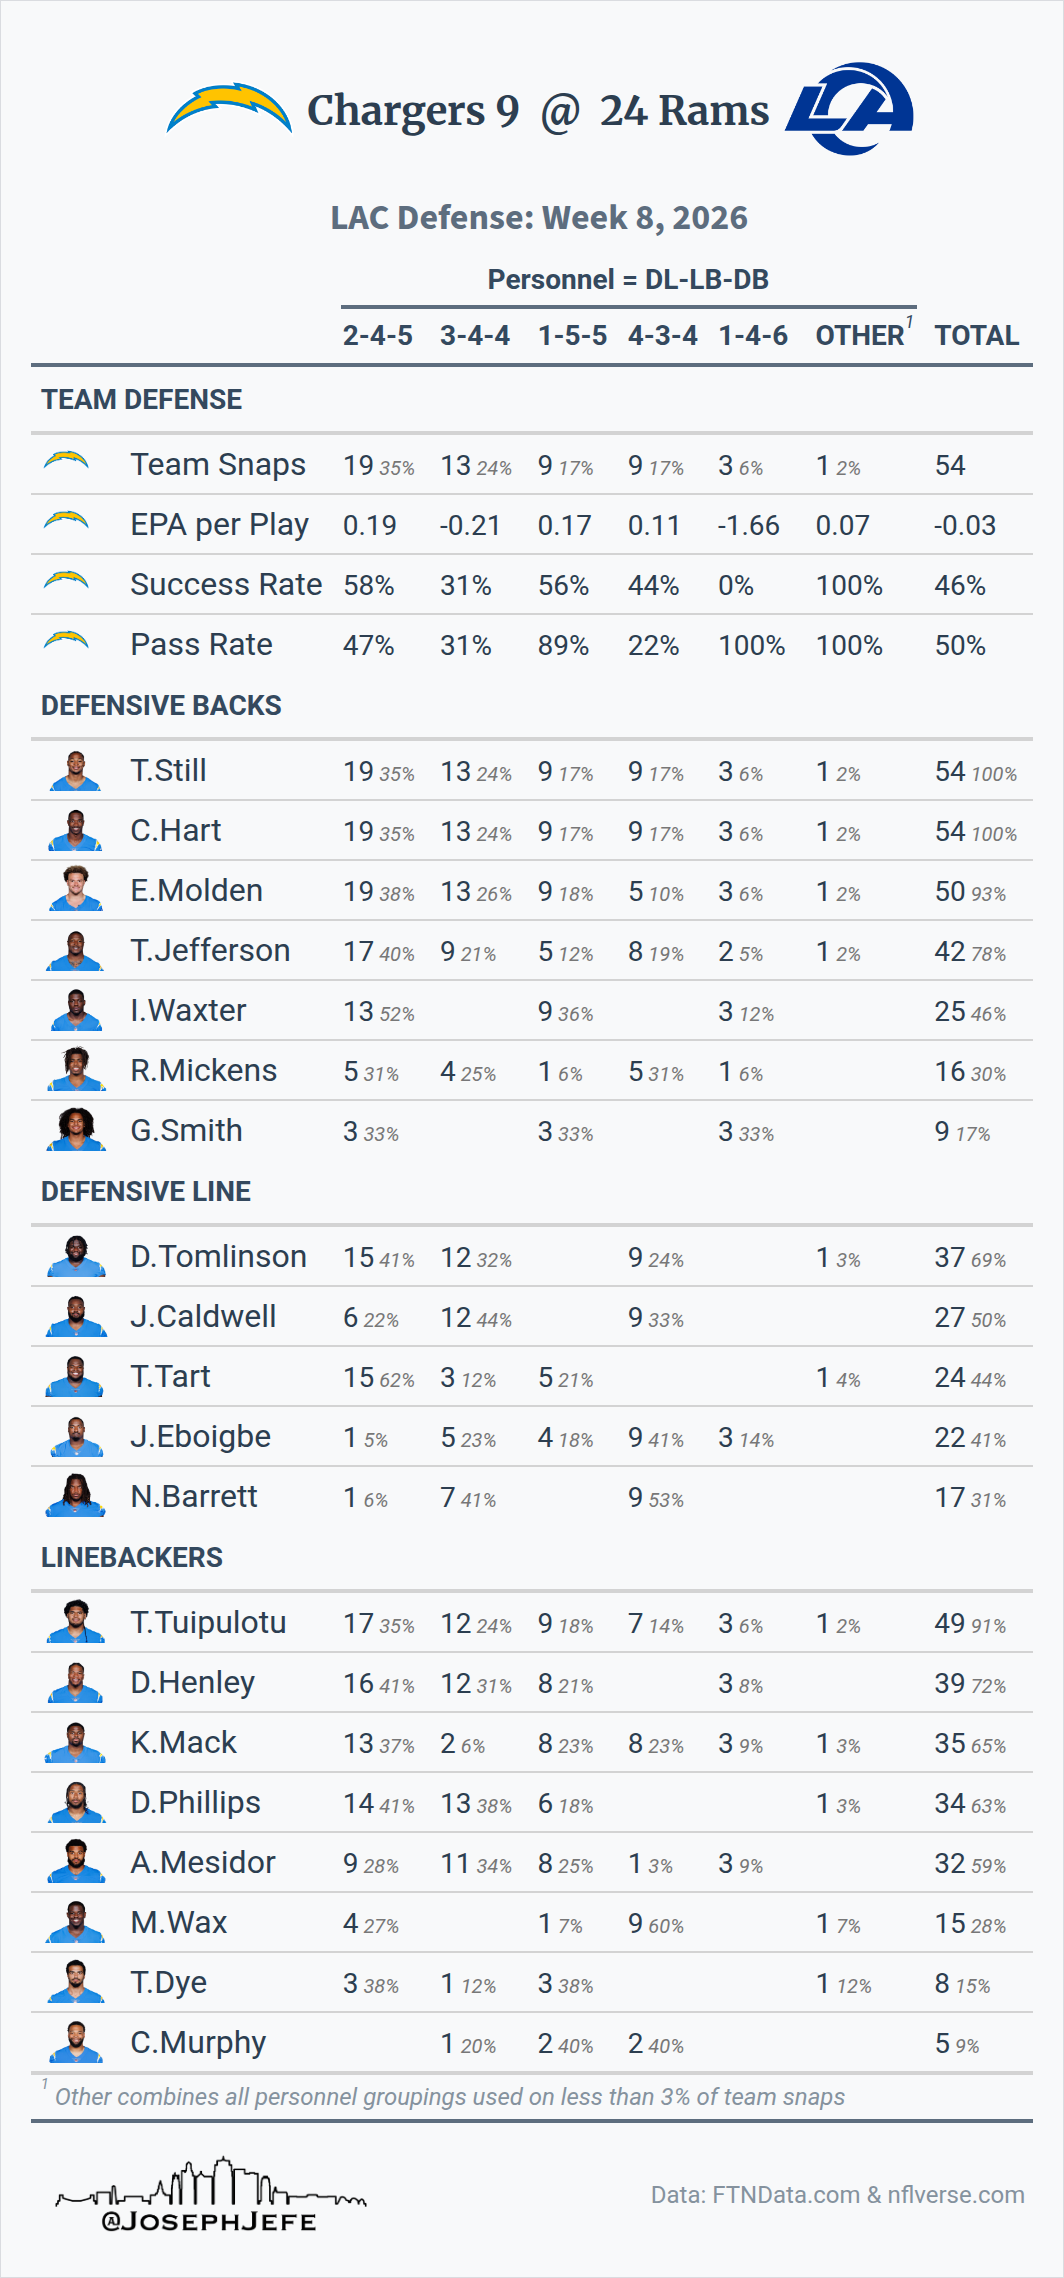 Chargers 9 @ 24 Rams
LAC Defense: Week 8, 2026
Personnel = DL-LB-DB
2-4-5 3-4-4 1-5-5 4-3-4 1-4-6 OTHER1 TOTAL
TEAM DEFENSE
Team Snaps 19 35% 13 24% 9 17% 9 17% 3 6% 1 2% 54
EPA per Play 0.19 -0.21 0.17 0.11 -1.66 0.07 -0.03
Success Rate 58% 31% 56% 44% 0% 100% 46%
Pass Rate 47% 31% 89% 22% 100% 100% 50%
DEFENSIVE BACKS
T.Still 19 35% 13 24% 9 17% 9 17% 3 6% 1 2% 54 100%
C.Hart 19 35% 13 24% 9 17% 9 17% 3 6% 1 2% 54 100%
E.Molden 19 38% 13 26% 9 18% 5 10% 3 6% 1 2% 50 93%
T.Jefferson 17 40% 9 21% 5 12% 8 19% 2 5% 1 2% 42 78%
I.Waxter 13 52% 9 36% 3 12% 25 46%
R.Mickens 5 31% 4 25% 1 6% 5 31% 1 6% 16 30%
G.Smith 3 33% 3 33% 3 33% 9 17%
DEFENSIVE LINE
D.Tomlinson 15 41% 12 32% 9 24% 1 3% 37 69%
J.Caldwell 6 22% 12 44% 9 33% 27 50%
T.Tart 15 62% 3 12% 5 21% 1 4% 24 44%
J.Eboigbe 1 5% 5 23% 4 18% 9 41% 3 14% 22 41%
N.Barrett 1 6% 7 41% 9 53% 17 31%
LINEBACKERS
T.Tuipulotu 17 35% 12 24% 9 18% 7 14% 3 6% 1 2% 49 91%
D.Henley 16 41% 12 31% 8 21% 3 8% 39 72%
K.Mack 13 37% 2 6% 8 23% 8 23% 3 9% 1 3% 35 65%
D.Phillips 14 41% 13 38% 6 18% 1 3% 34 63%
A.Mesidor 9 28% 11 34% 8 25% 1 3% 3 9% 32 59%
M.Wax 4 27% 1 7% 9 60% 1 7% 15 28%
T.Dye 3 38% 1 12% 3 38% 1 12% 8 15%
C.Murphy 1 20% 2 40% 2 40% 5 9%
1 Other combines all personnel groupings used on less than 3% of team snaps
@JosephJefe
Data: FTNData.com & nflverse.com